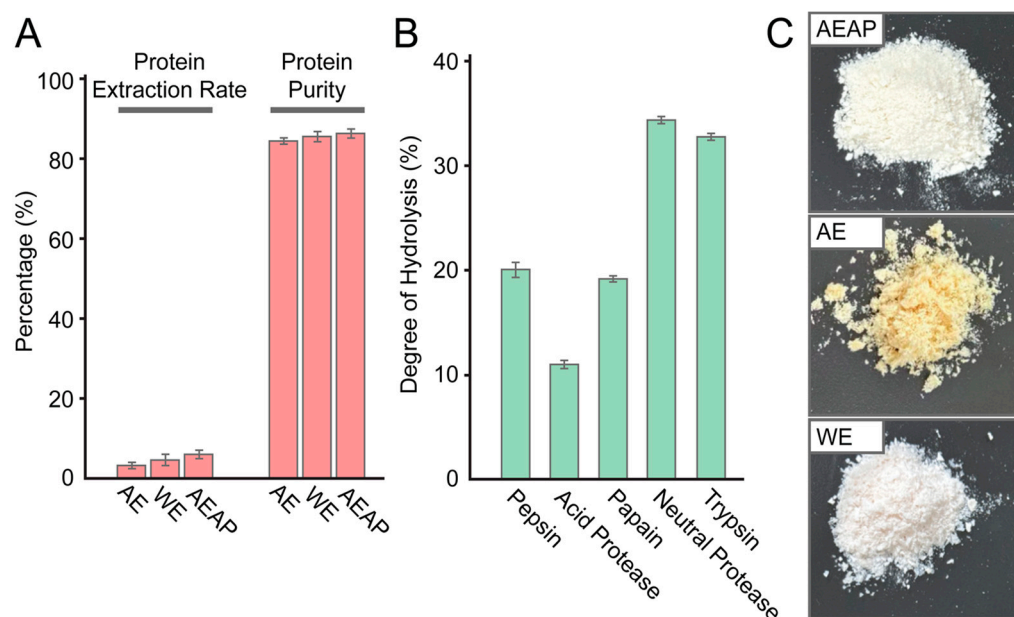 A
Percentage (%)
100
80
60
40
20
0
Protein
Extraction Rate
Protein
Purity
AE
WE
AEAP
AE
WE
AEAP
B
Degree of Hydrolysis (%)
40
30
20
10
0
Pepsin
Acid Protease
Papain
Neutral Protease
Trypsin
C
AEAP
AE
WE